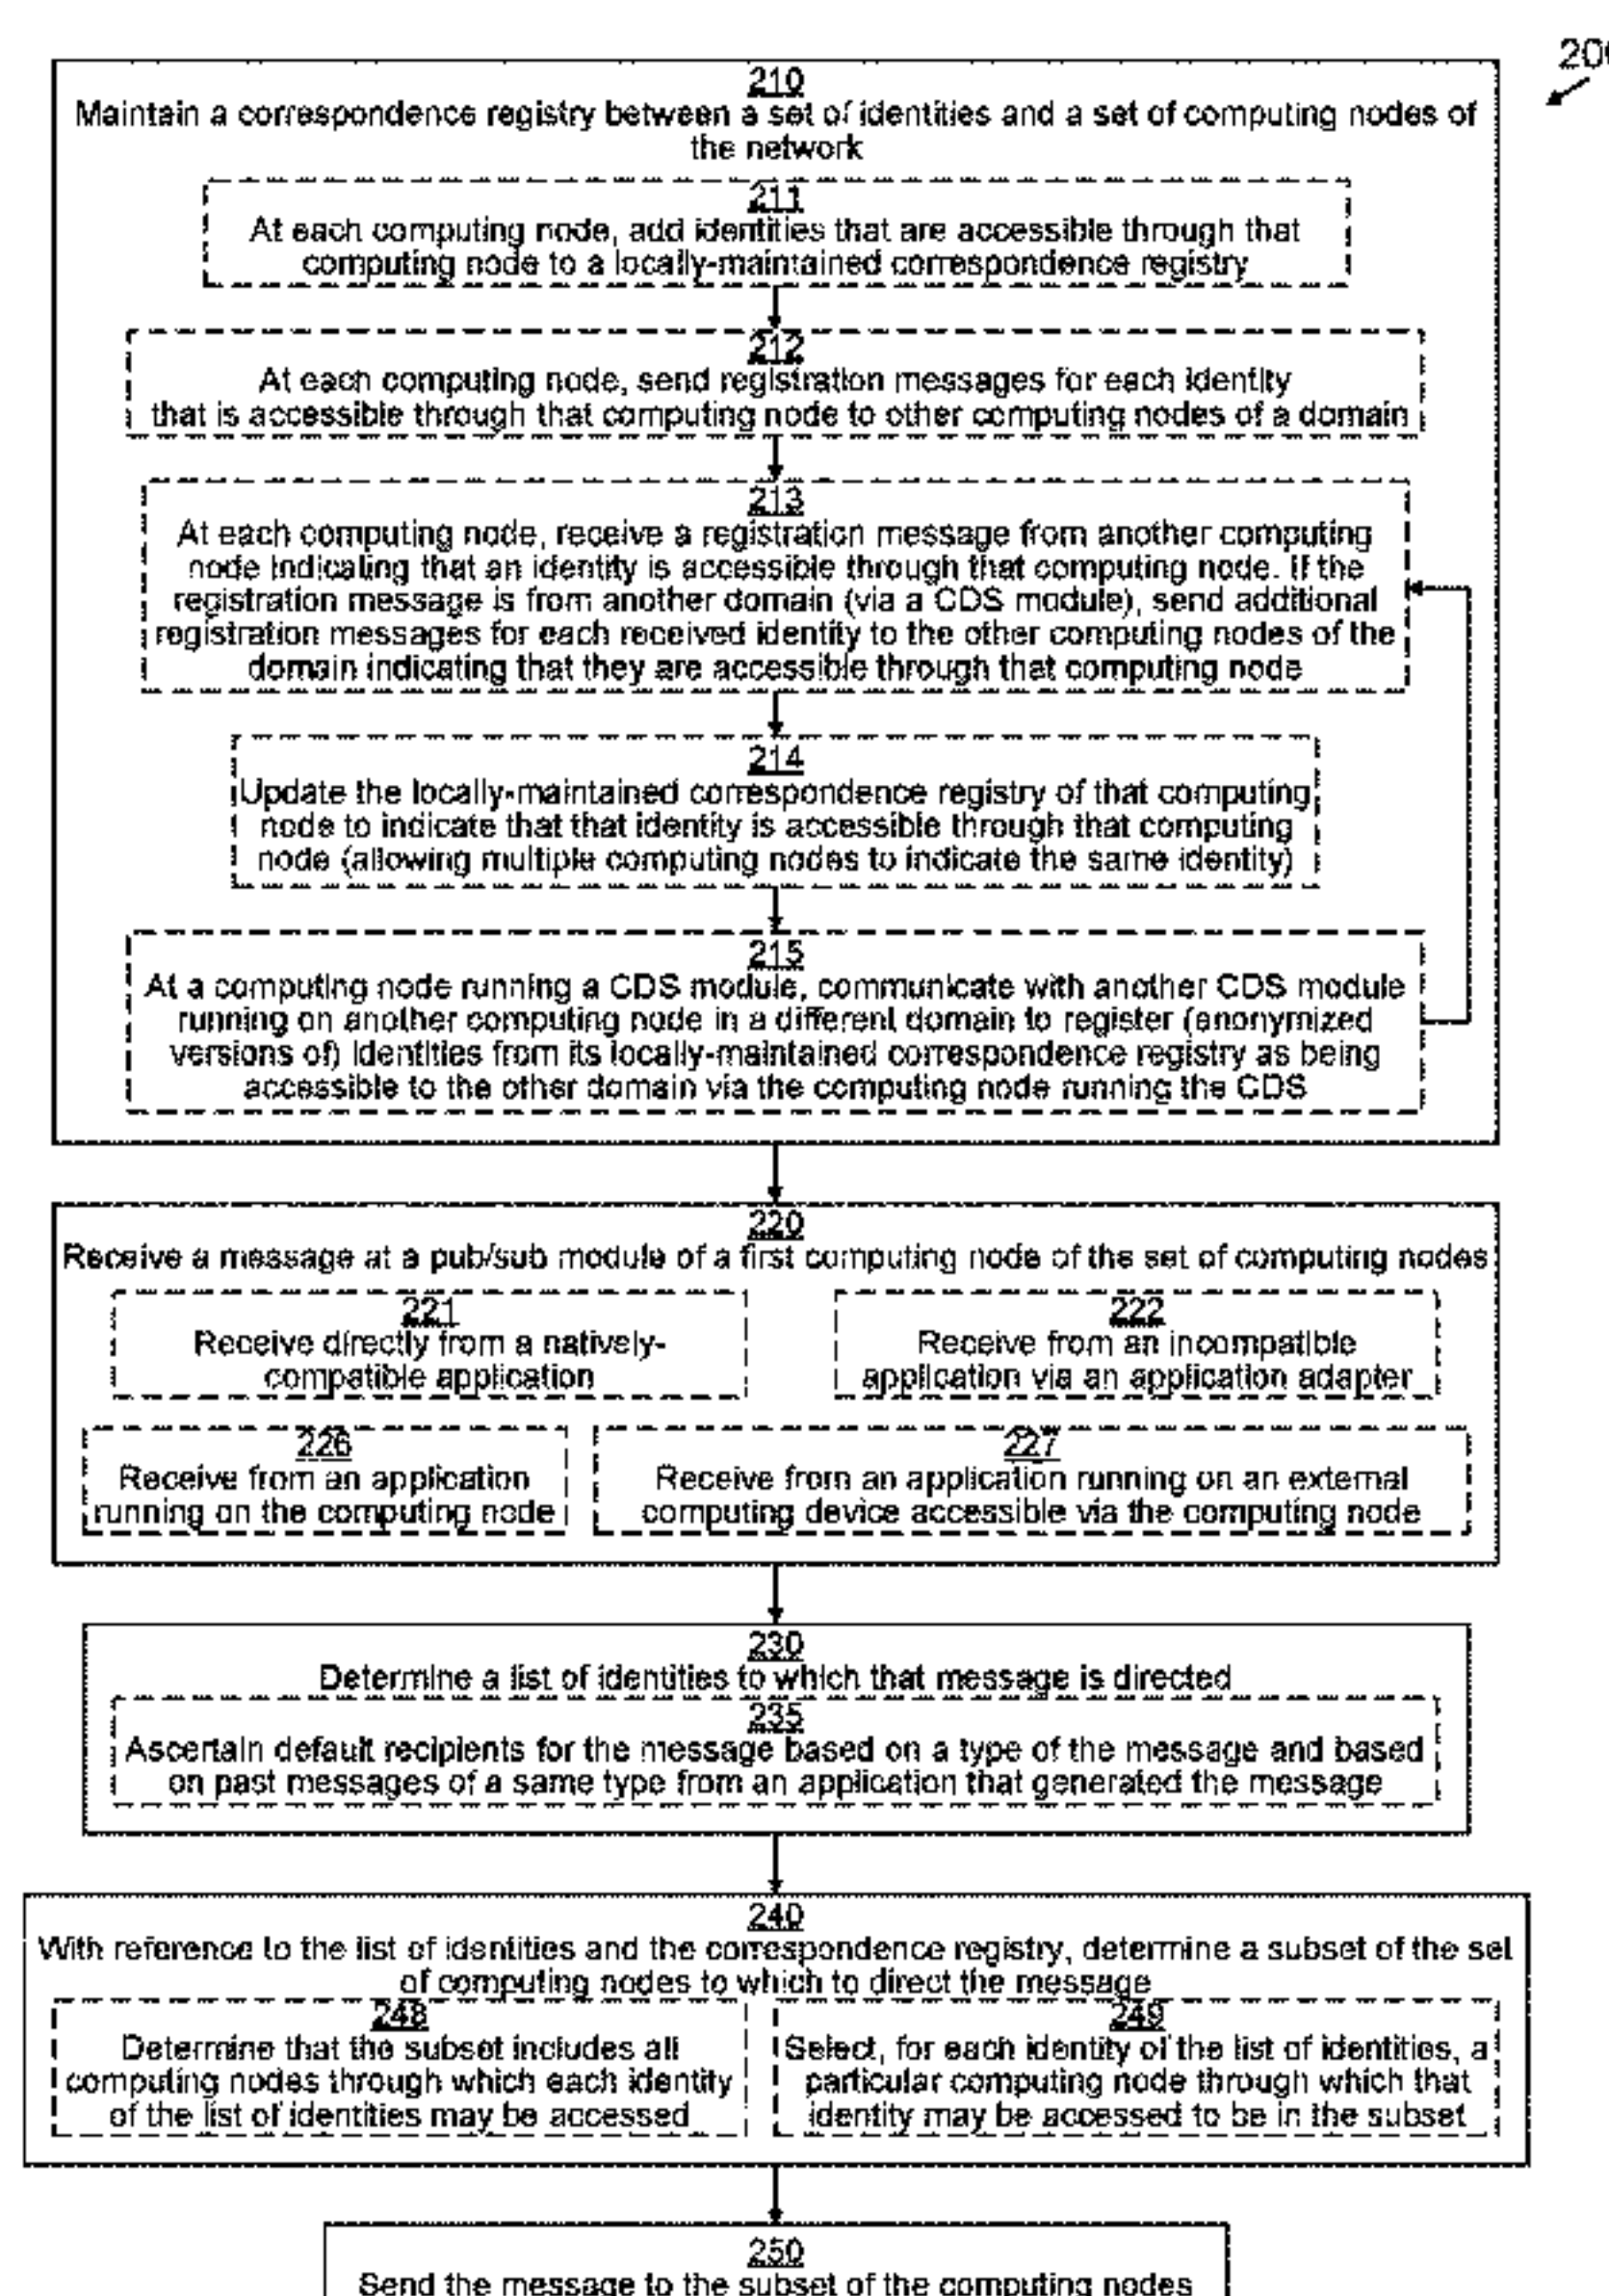 200
210
Maintain a correspondence registry between a set of identities and a set of computing nodes of
the network
211
At each computing node, add identities that are accessible through that
computing node to a locally-maintained correspondence registry
212
At each computing node, send registration messages for each identity
that is accessible through that computing node to other computing nodes of a domain
213
At each computing node, receive a registration message from another computing
node indicating that an identity is accessible through that computing node. If the
registration message is from another domain (via a CDS module), send additional
registration messages for each received identity to the other computing nodes of the
domain indicating that they are accessible through that computing node
214
Update the locally-maintained correspondence registry of that computing
node to indicate that that identity is accessible through that computing
node (allowing multiple computing nodes to indicate the same identity)
215
At a computing node running a CDS module, communicate with another CDS module
running on another computing node in a different domain to register (anonymized
versions of) identities from its locally-maintained correspondence registry as being
accessible to the other domain via the computing node running the CDS
220
Receive a message at a pub/sub module of a first computing node of the set of computing nodes
221
Receive directly from a natively-
compatible application
222
Receive from an incompatible
application via an application adapter
226
Receive from an application
running on the computing node
227
Receive from an application running on an external
computing device accessible via the computing node
230
Determine a list of identities to which that message is directed
235
Ascertain default recipients for the message based on a type of the message and based
on past messages of a same type from an application that generated the message
240
With reference to the list of identities and the correspondence registry, determine a subset of the set
of computing nodes to which to direct the message
248
Determine that the subset includes all
computing nodes through which each identity
of the list of identities may be accessed
249
Select, for each identity of the list of identities, a
particular computing node through which that
identity may be accessed to be in the subset
250
Send the message to the subset of the computing nodes